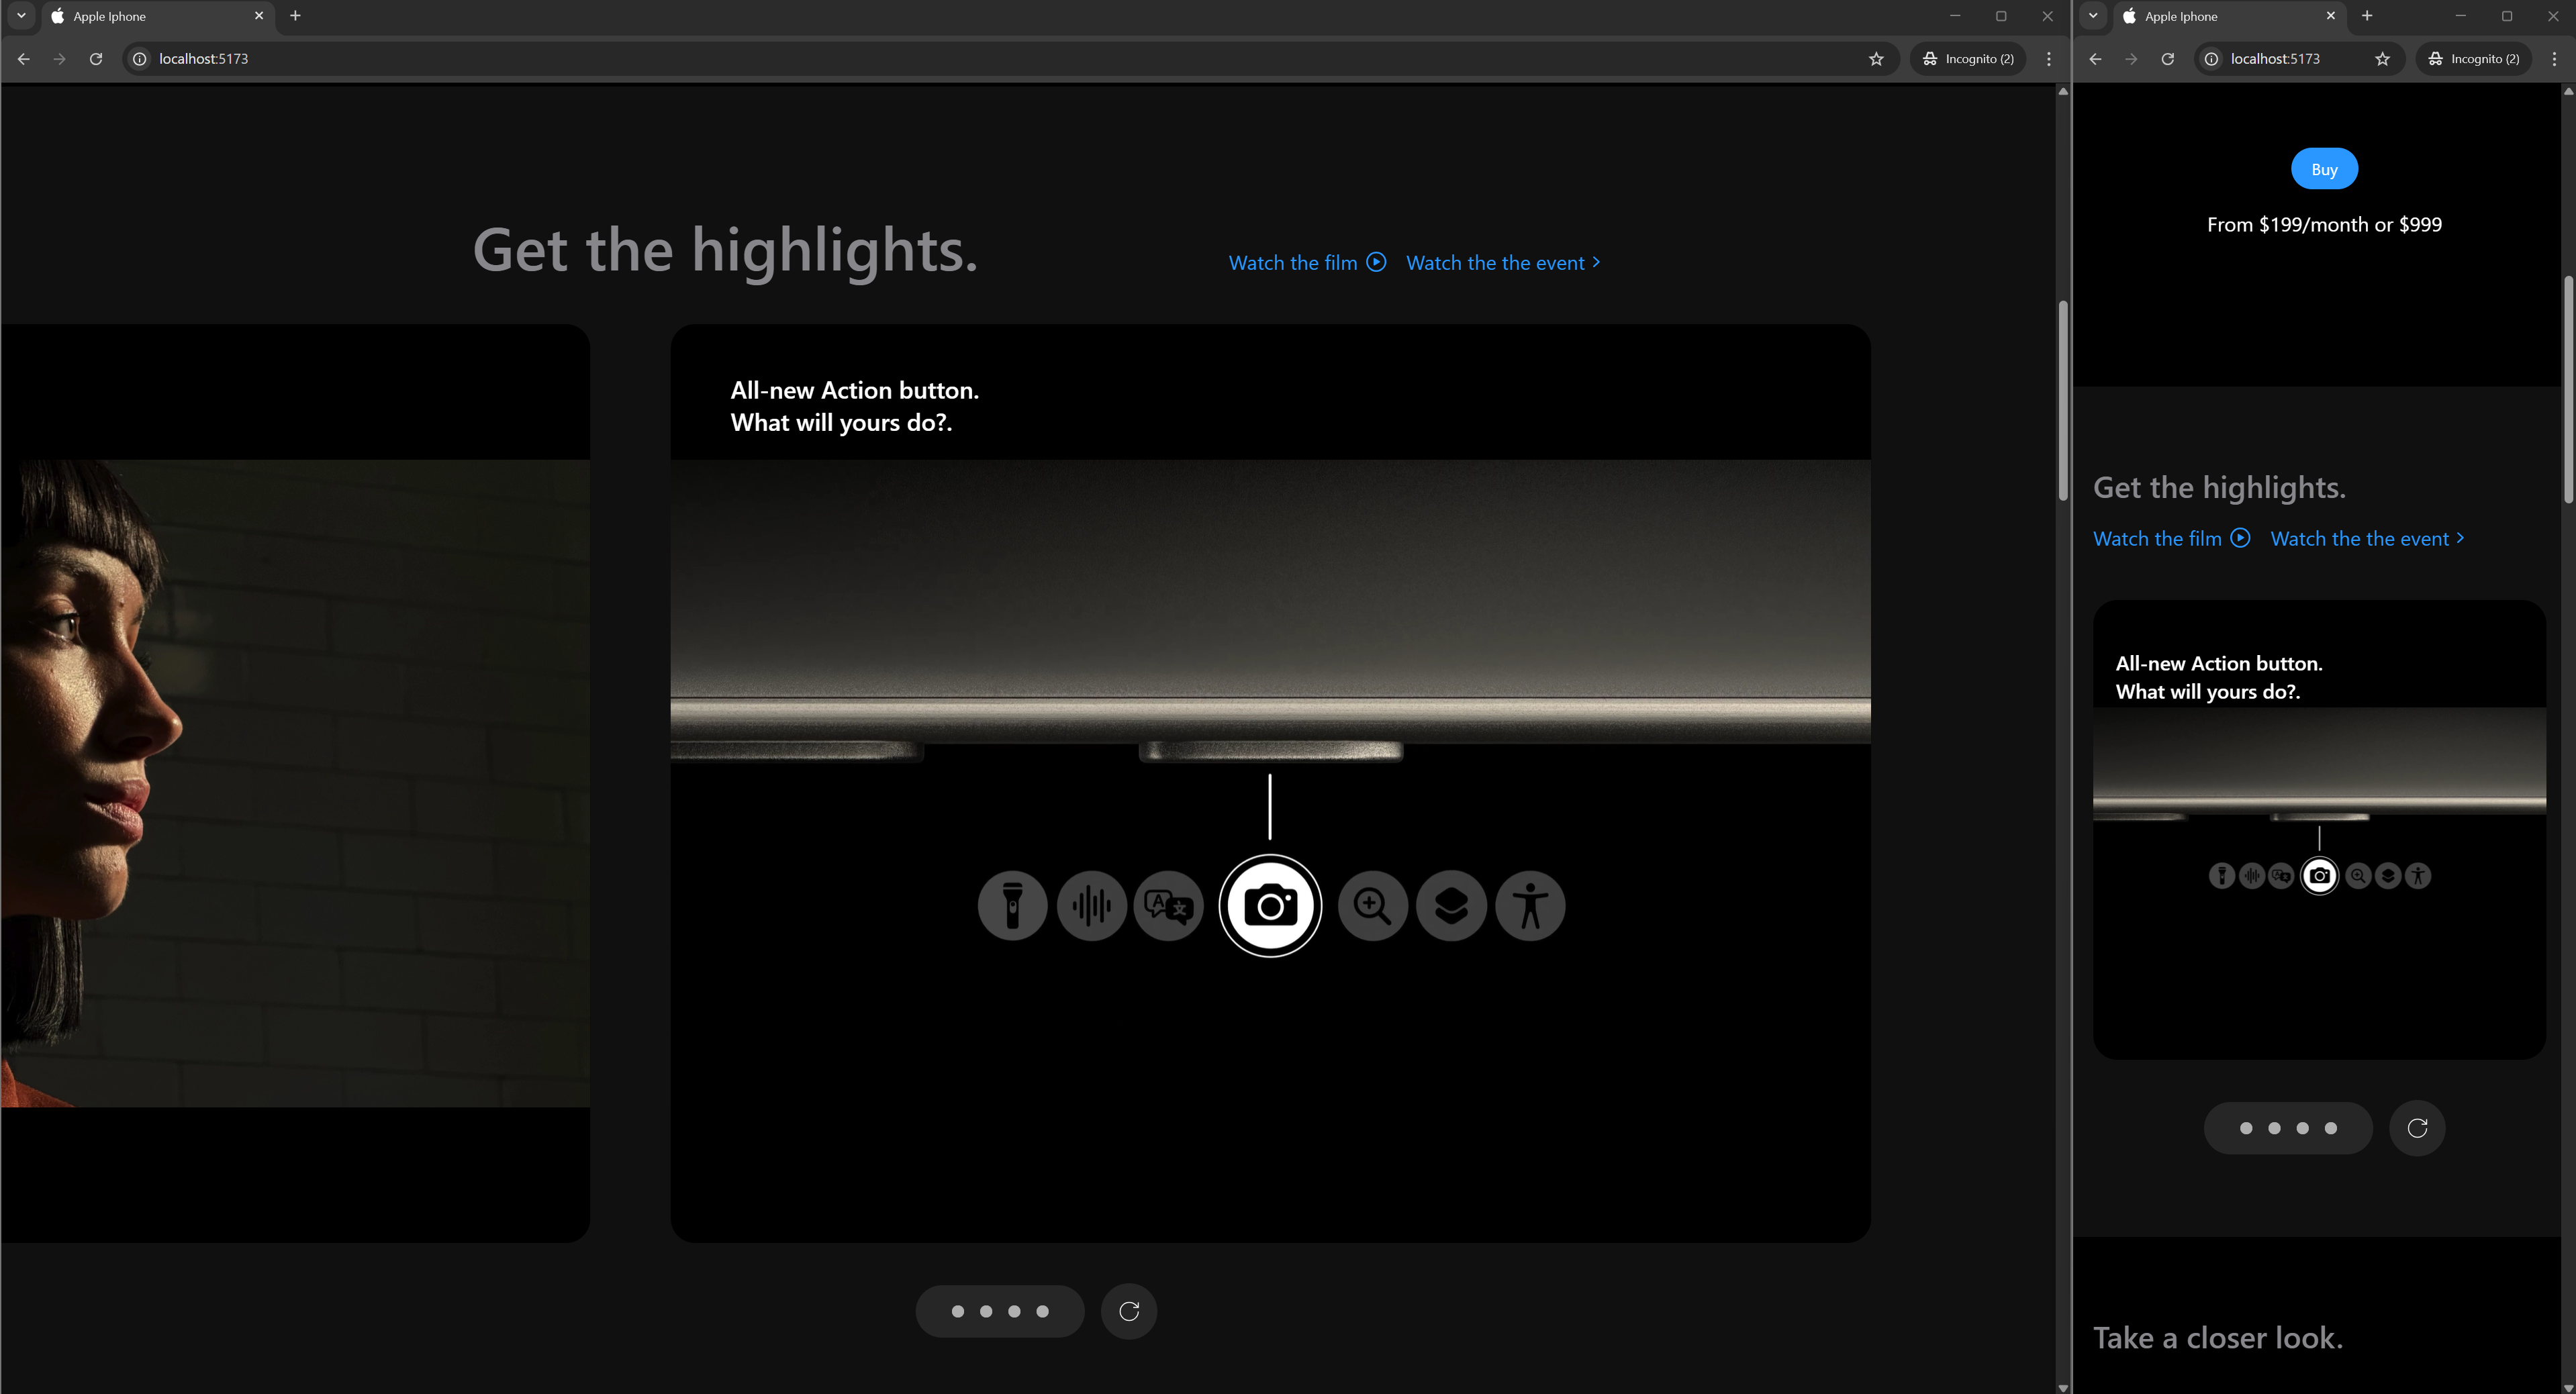 Apple Iphone
localhost:5173
Incognito (2)
Get the highlights.
Watch the film
Watch the the event
All-new Action button.
What will yours do?.
A 文
Apple Iphone
localhost:5173
Incognito (2)
Buy
From $199/month or $999
Get the highlights.
Watch the film
Watch the the event
All-new Action button.
What will yours do?.
Take a closer look.